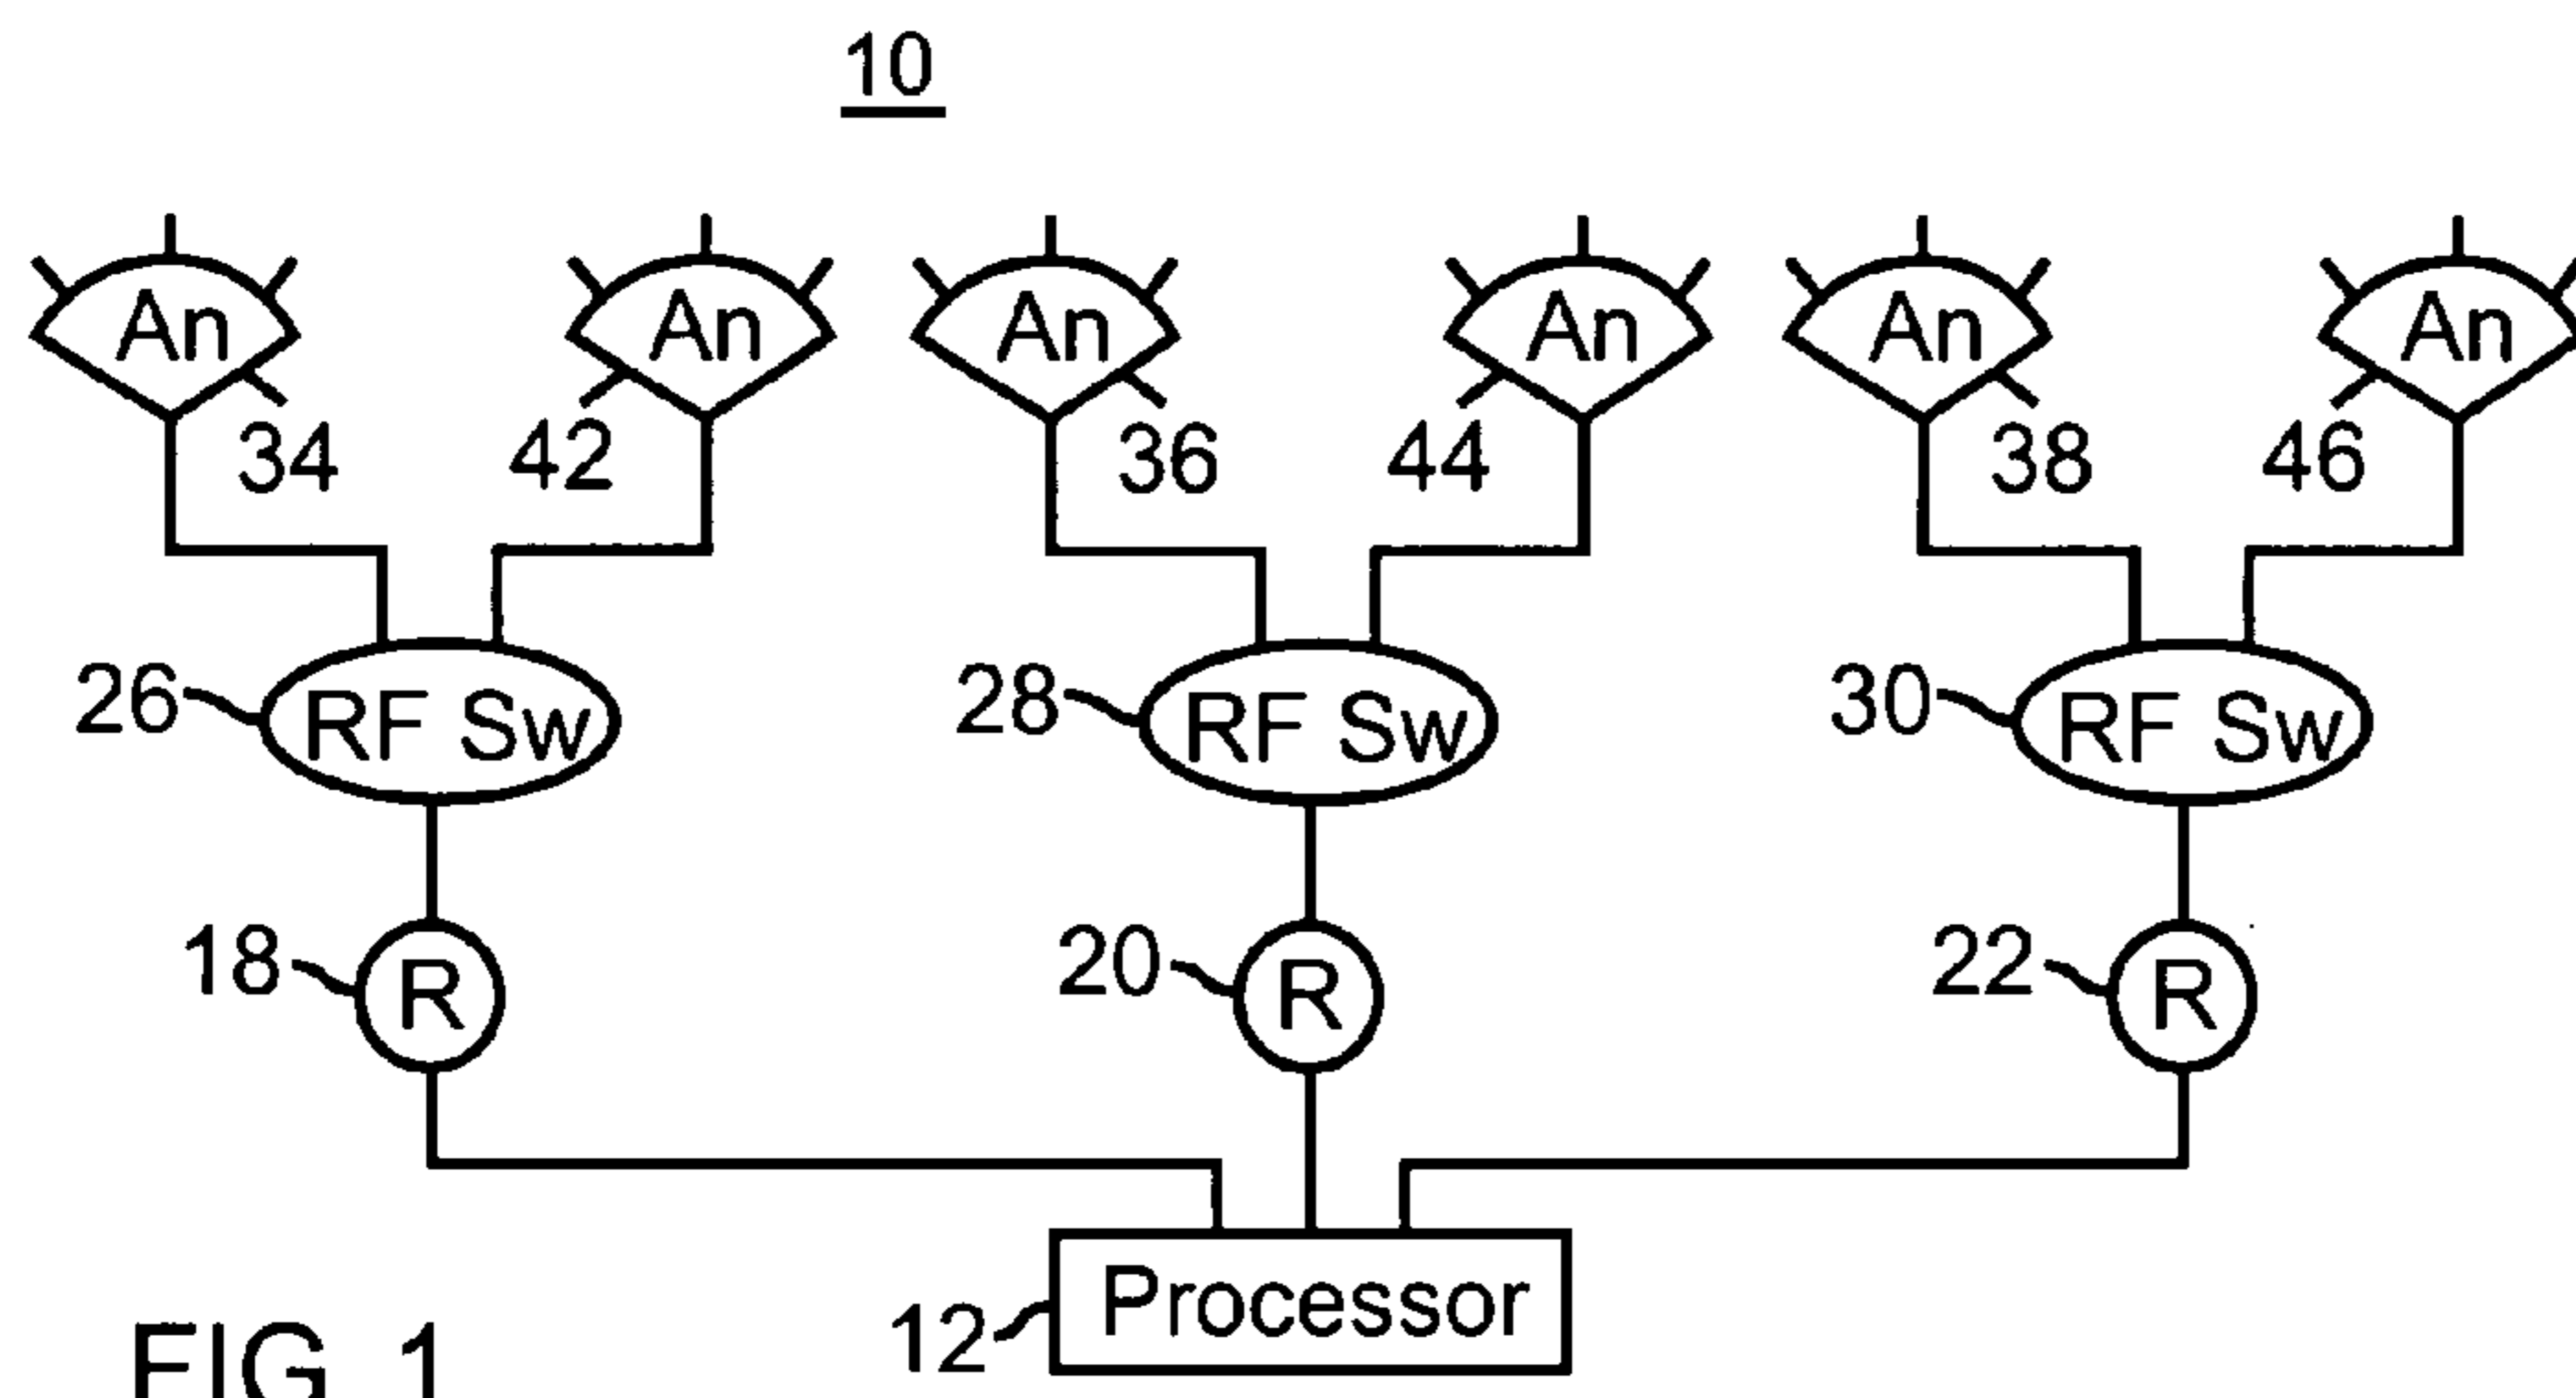 10
An An An An An An
34 42 36 44 38 46
26 RF Sw 28 RF Sw 30 RF Sw
18 R 20 R 22 R
12 Processor
FIG 1